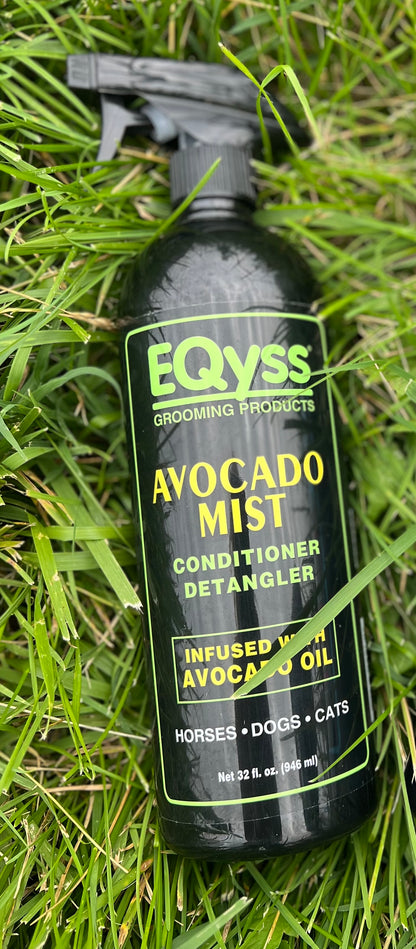 EQyss®
GROOMING PRODUCTS
AVOCADO
MIST
CONDITIONER
DETANGLER
INFUSED WITH
AVOCADO OIL
HORSES • DOGS • CATS
Net 32 fl. oz. (946 ml)